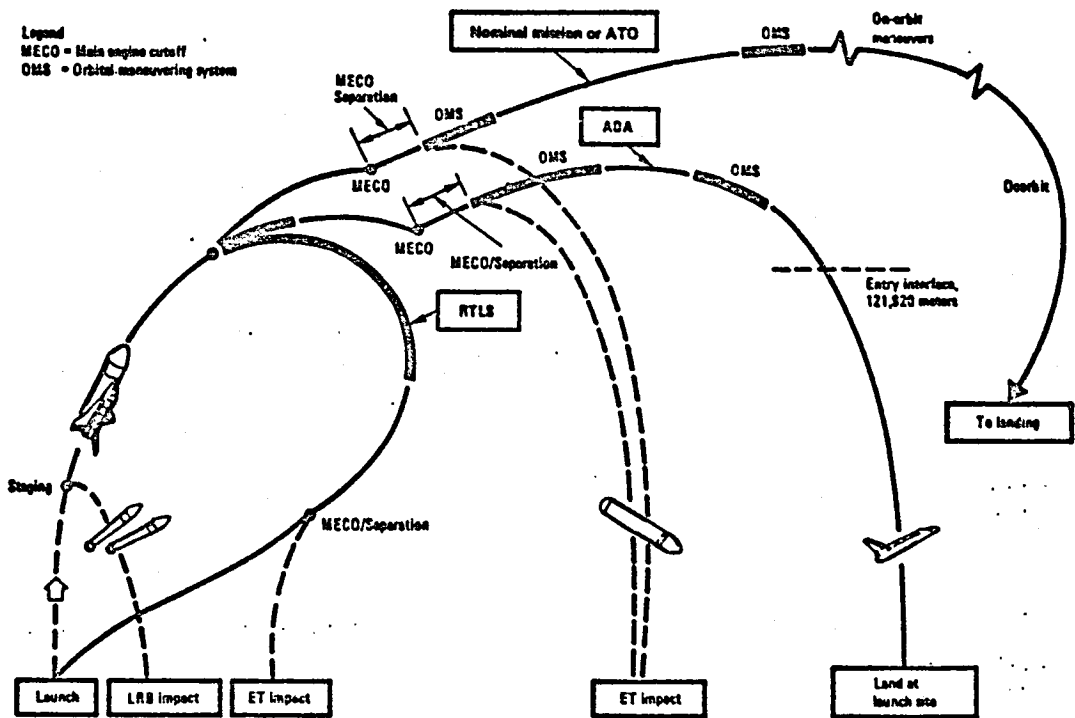 Legend
MECO = Main engine cutoff
OMS = Orbital maneuvering system
Nominal mission or ATO
OMS
On-orbit
maneuvers
MECO
Separation
OMS
MECO
AOA
OMS
OMS
MECO
MECO/Separation
Deorbit
Entry interface,
121,920 meters
RTLS
To landing
Staging
MECO/Separation
Launch
LRB impact
ET impact
ET impact
Land at
launch site